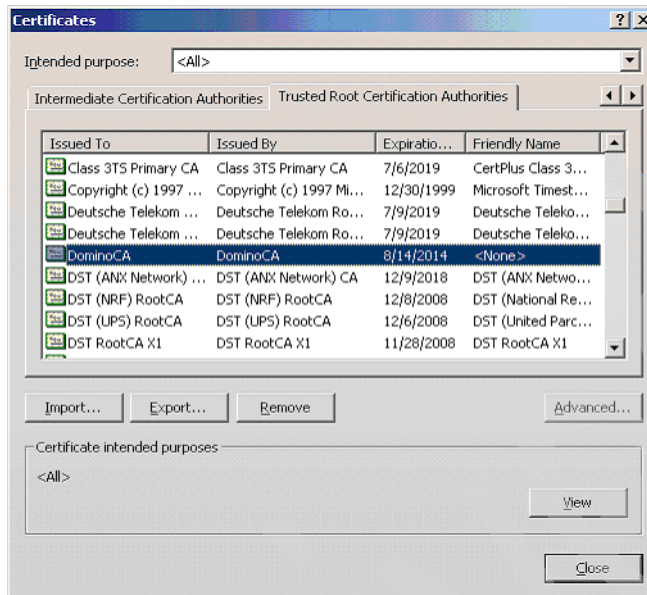 Certificates
Intended purpose: <All>
Intermediate Certification Authorities Trusted Root Certification Authorities
Issued To Issued By Expiratio... Friendly Name
Class 3TS Primary CA Class 3TS Primary CA 7/6/2019 CertPlus Class 3...
Copyright (c) 1997 ... Copyright (c) 1997 Mi... 12/30/1999 Microsoft Timest...
Deutsche Telekom ... Deutsche Telekom Ro... 7/9/2019 Deutsche Teleko...
Deutsche Telekom ... Deutsche Telekom Ro... 7/9/2019 Deutsche Teleko...
DominoCA DominoCA 8/14/2014 <None>
DST (ANX Network) ... DST (ANX Network) CA 12/9/2018 DST (ANX Netwo...
DST (NRF) RootCA DST (NRF) RootCA 12/8/2008 DST (National Re...
DST (UPS) RootCA DST (UPS) RootCA 12/6/2008 DST (United Parc...
DST RootCA X1 DST RootCA X1 11/28/2008 DST RootCA X1
Import... Export... Remove Advanced...
Certificate intended purposes
<All>
View
Close